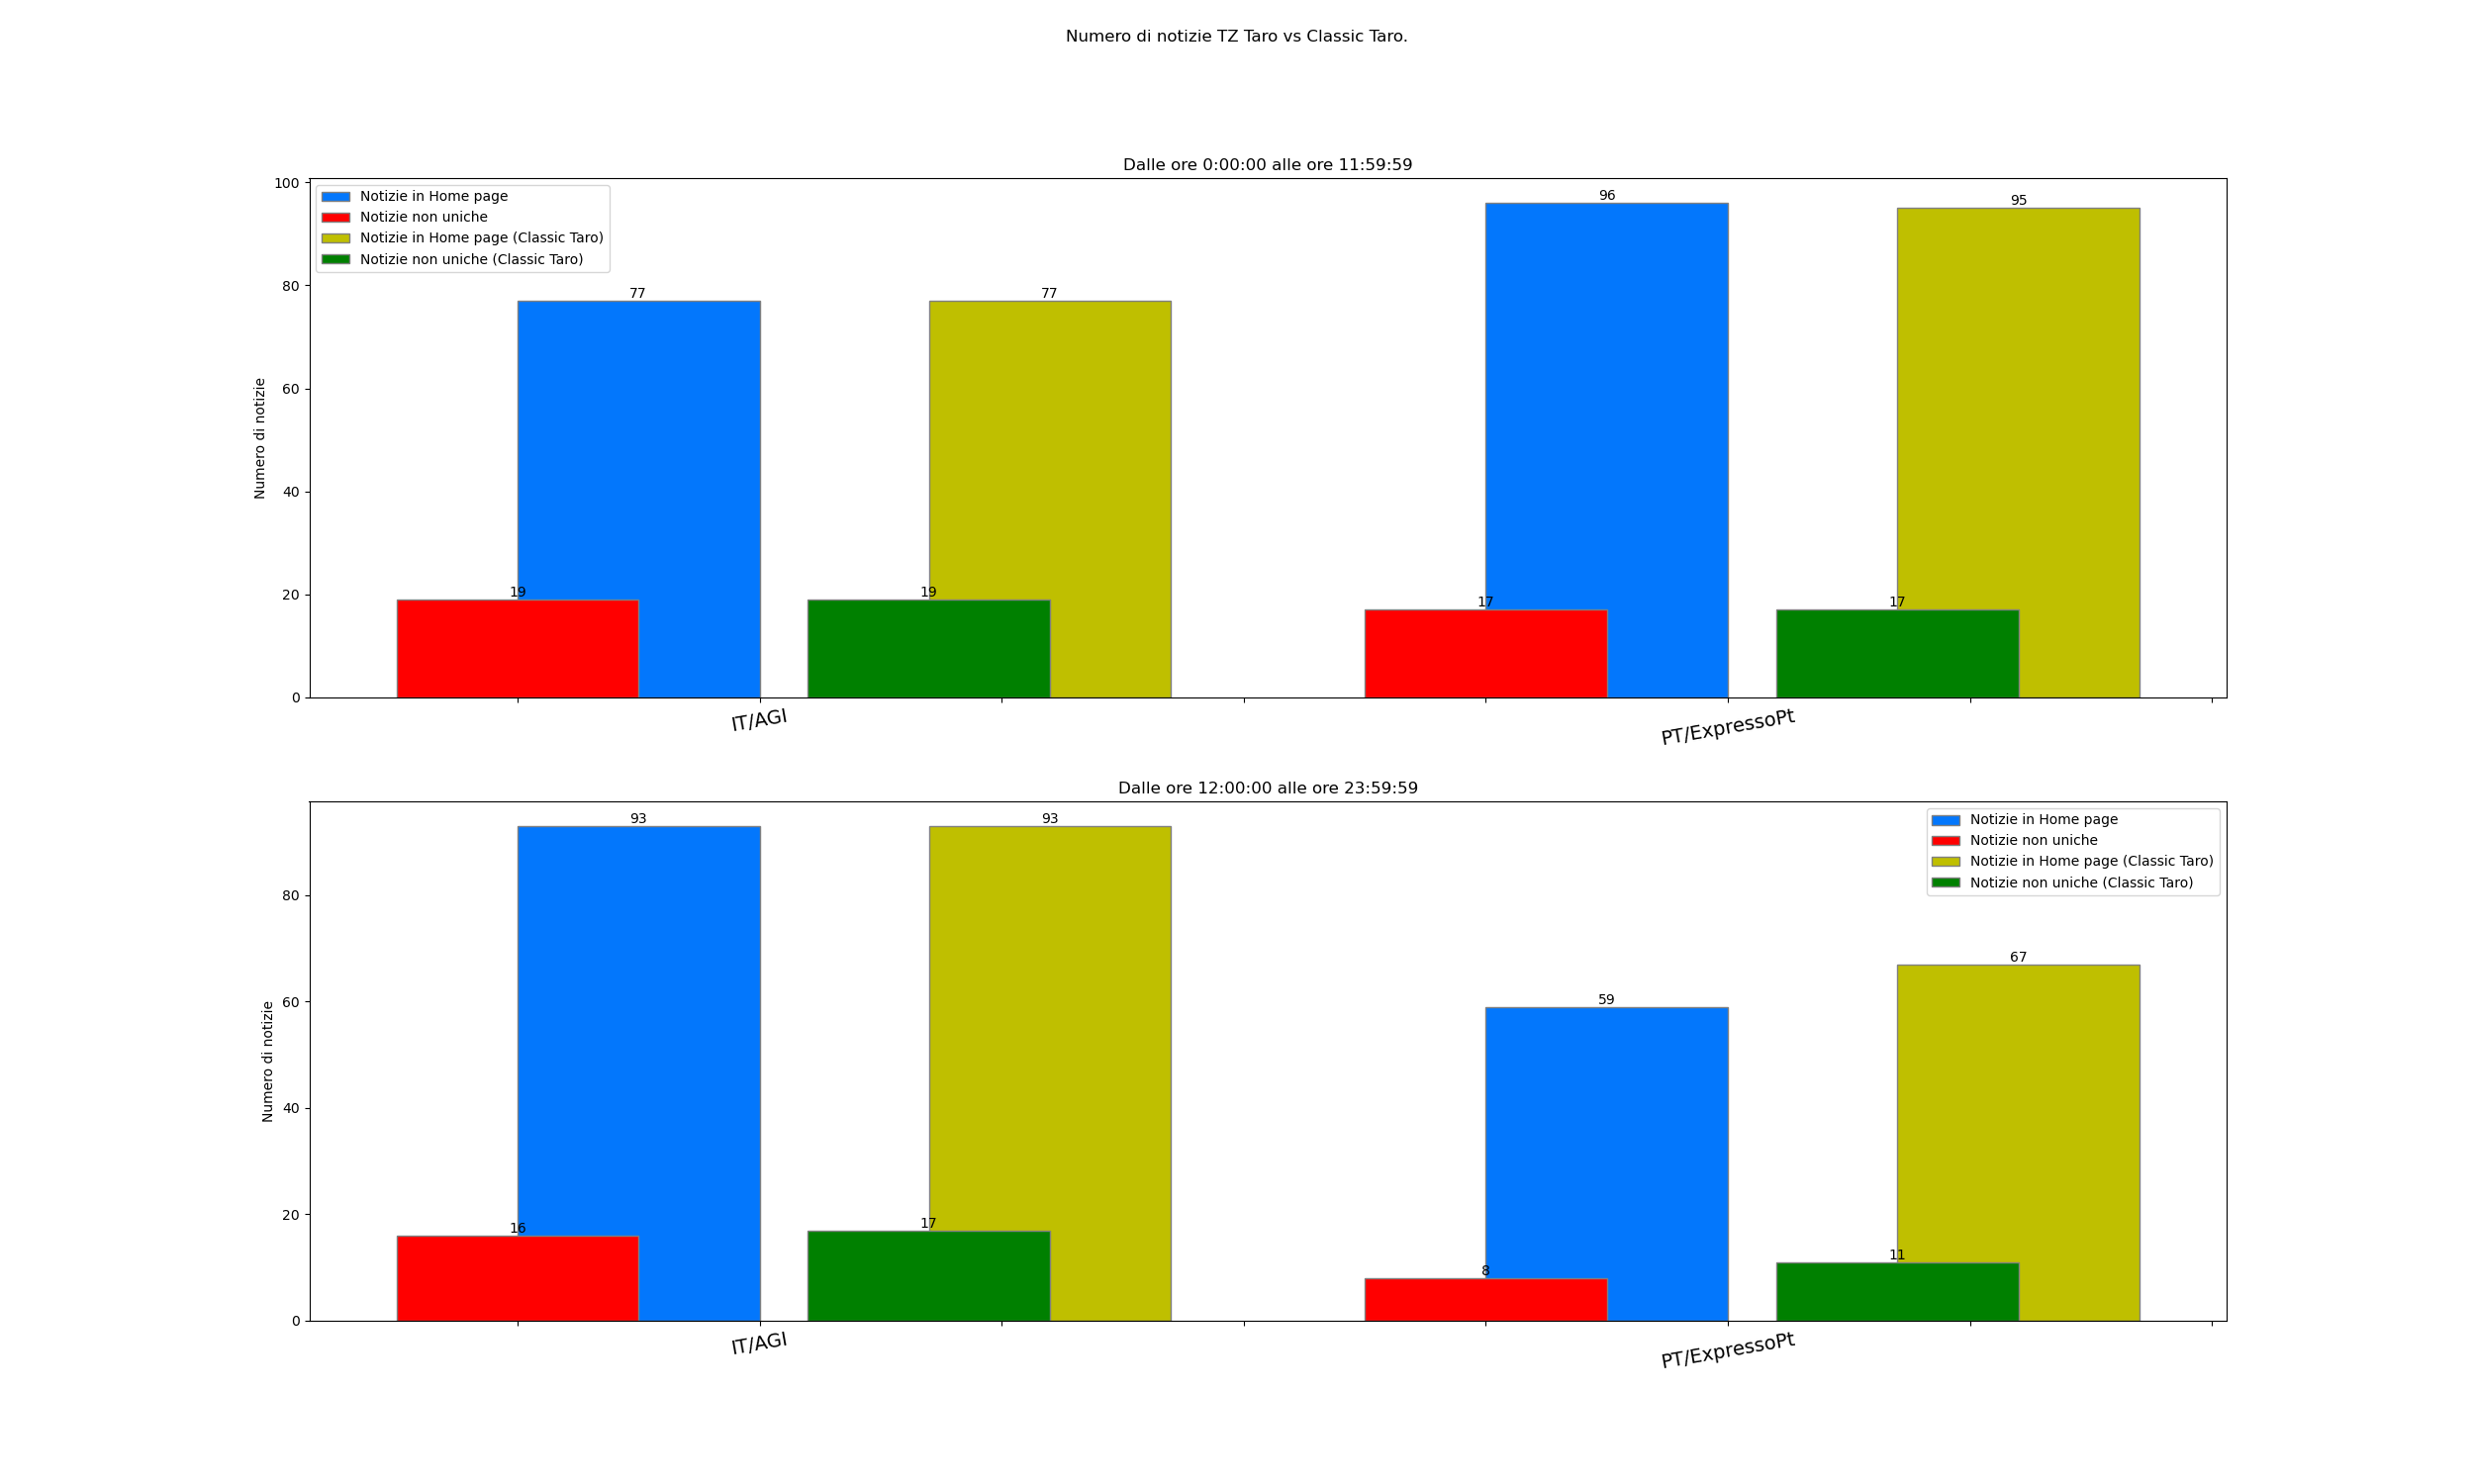 Numero di notizie TZ Taro vs Classic Taro.
Dalle ore 0:00:00 alle ore 11:59:59
Numero di notizie
100
80
60
40
20
0
Notizie in Home page
Notizie non uniche
Notizie in Home page (Classic Taro)
Notizie non uniche (Classic Taro)
77
77
96
95
19
19
17
17
IT/AGI
PT/ExpressoPt
Dalle ore 12:00:00 alle ore 23:59:59
Numero di notizie
80
60
40
20
0
Notizie in Home page
Notizie non uniche
Notizie in Home page (Classic Taro)
Notizie non uniche (Classic Taro)
93
93
59
67
16
17
8
11
IT/AGI
PT/ExpressoPt